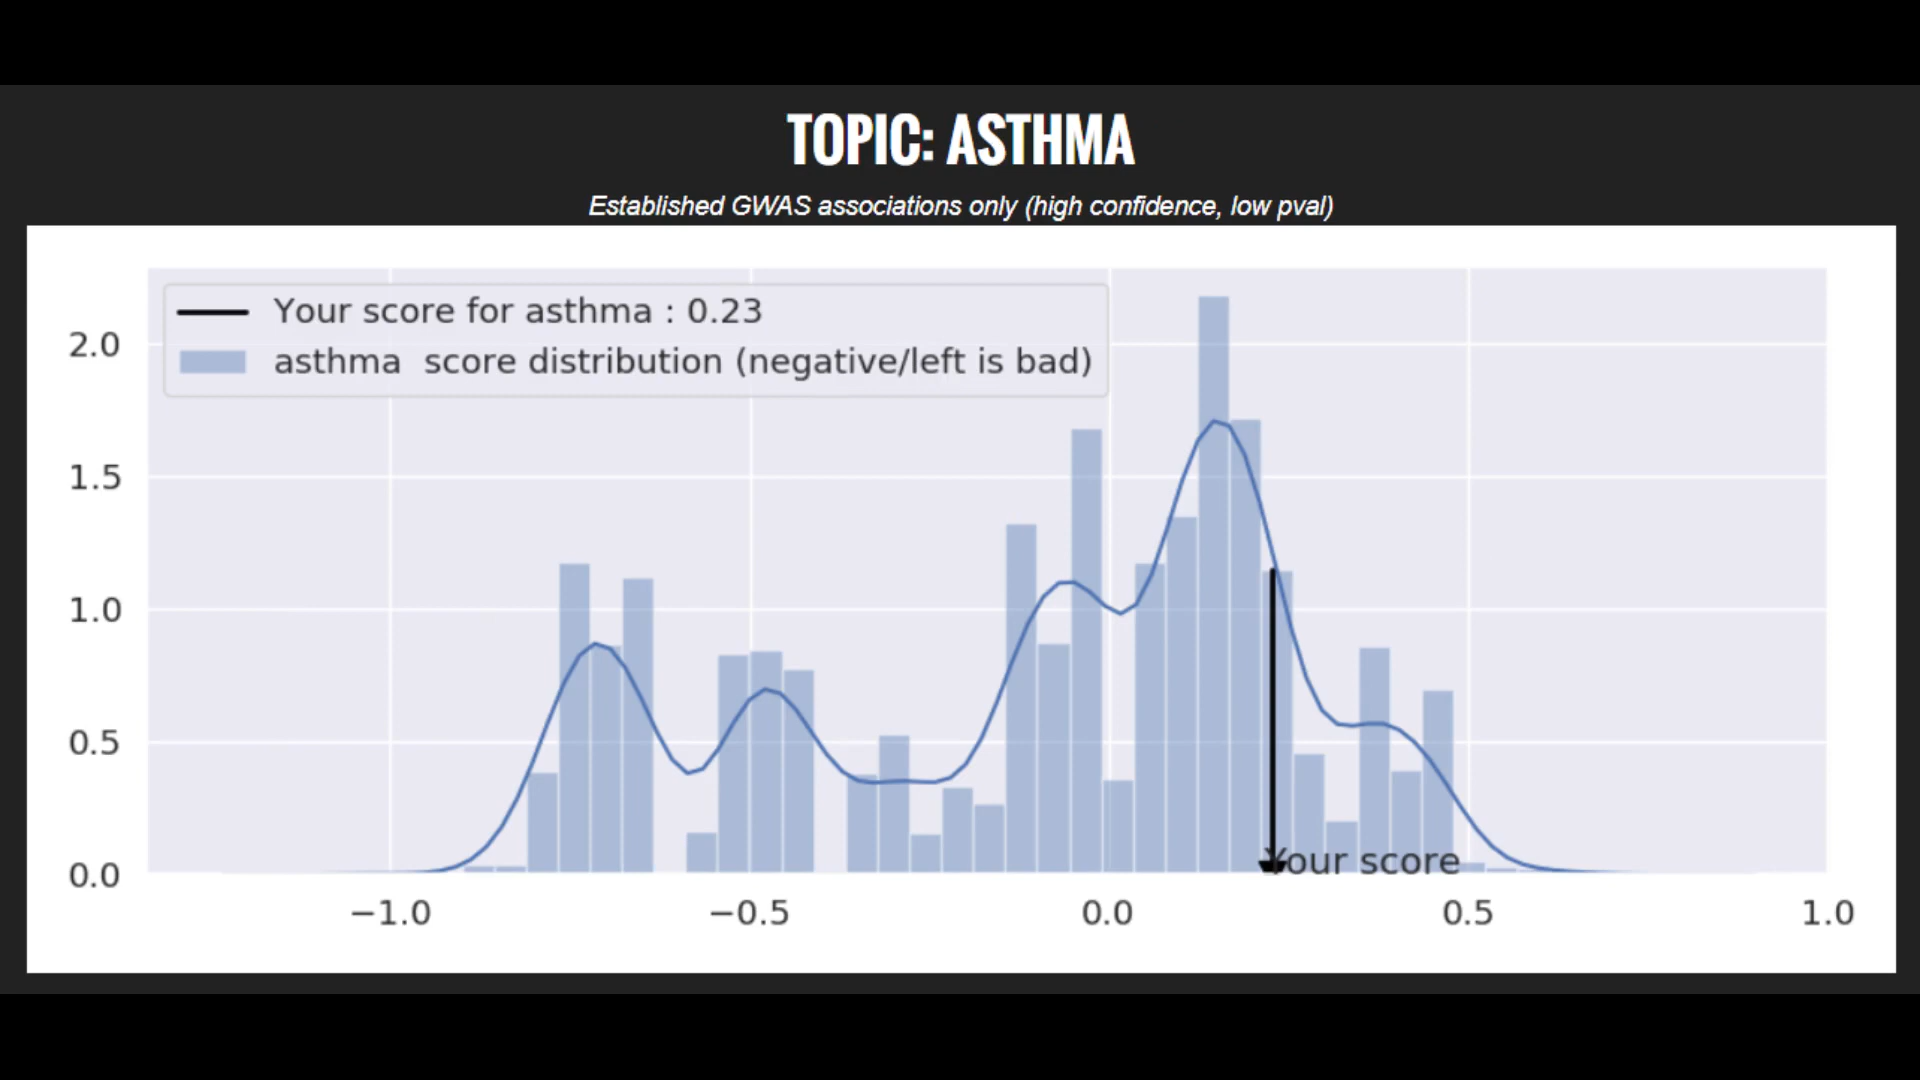 TOPIC: ASTHMA
Established GWAS associations only (high confidence, low pval)
Your score for asthma : 0.23
asthma  score distribution (negative/left is bad)
2.0
1.5
1.0
0.5
0.0
Your score
−1.0 −0.5 0.0 0.5 1.0